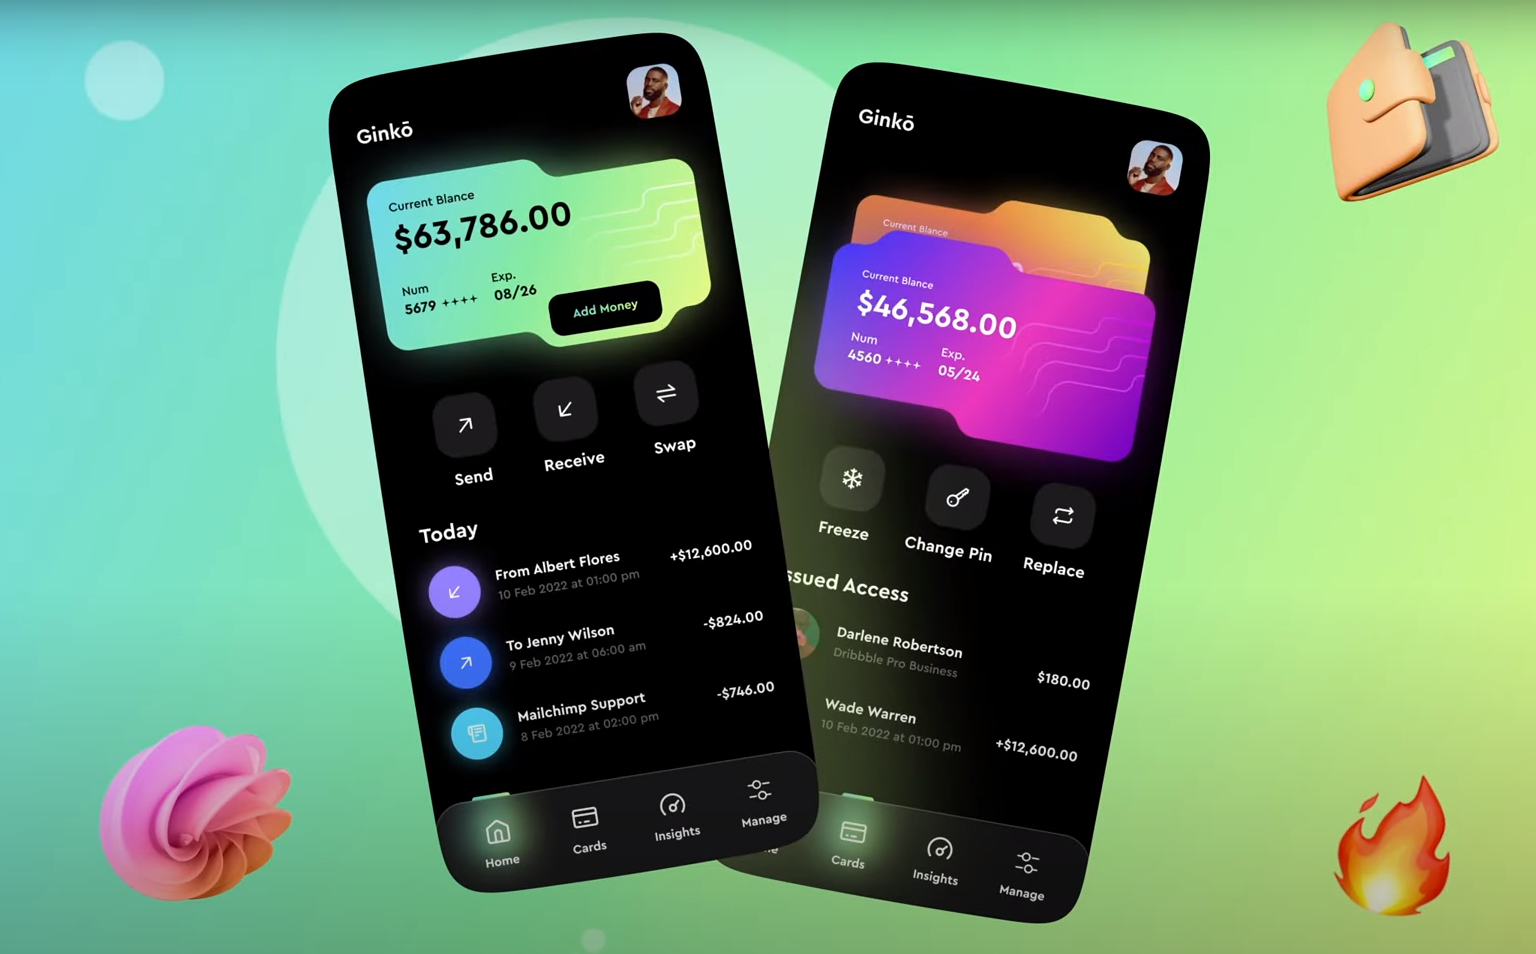 Ginkō
Current Blance
$63,786.00
Num
5679 ++++
Exp.
08/26
Add Money
Send
Receive
Swap
Today
From Albert Flores
10 Feb 2022 at 01:00 pm
+$12,600.00
To Jenny Wilson
9 Feb 2022 at 06:00 am
-$824.00
Mailchimp Support
8 Feb 2022 at 02:00 pm
-$746.00
Home
Cards
Insights
Manage
Ginkō
Current Blance
Current Blance
$46,568.00
Num
4560 ++++
Exp.
05/24
Freeze
Change Pin
Replace
ssued Access
Darlene Robertson
Dribbble Pro Business
$180.00
Wade Warren
10 Feb 2022 at 01:00 pm
+$12,600.00
Cards
Insights
Manage